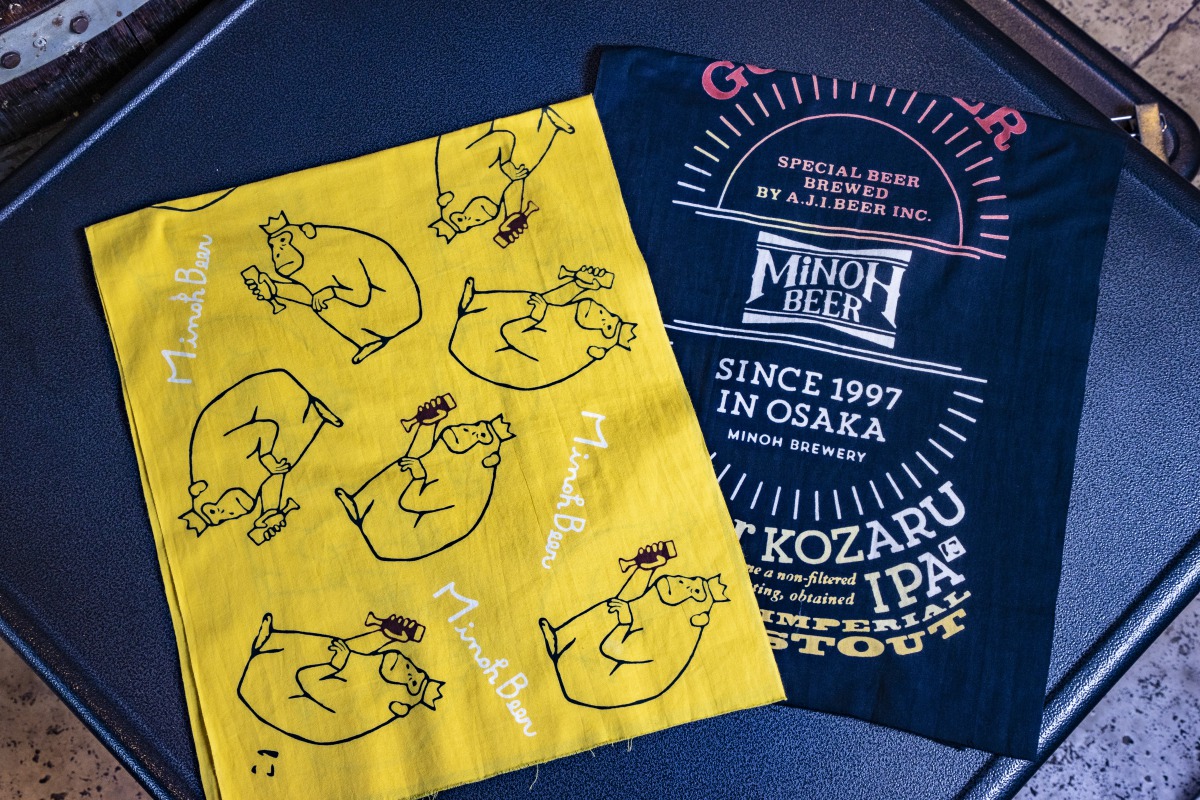 Minoh Beer
Minoh Beer
Minoh Beer
SPECIAL BEER
BREWED
BY A.J.I.BEER INC.
MiNOH
BEER
SINCE 1997
IN OSAKA
MINOH BREWERY
KOZARU
IPA
a non-filtered
obtained
IMPERIAL
STOUT